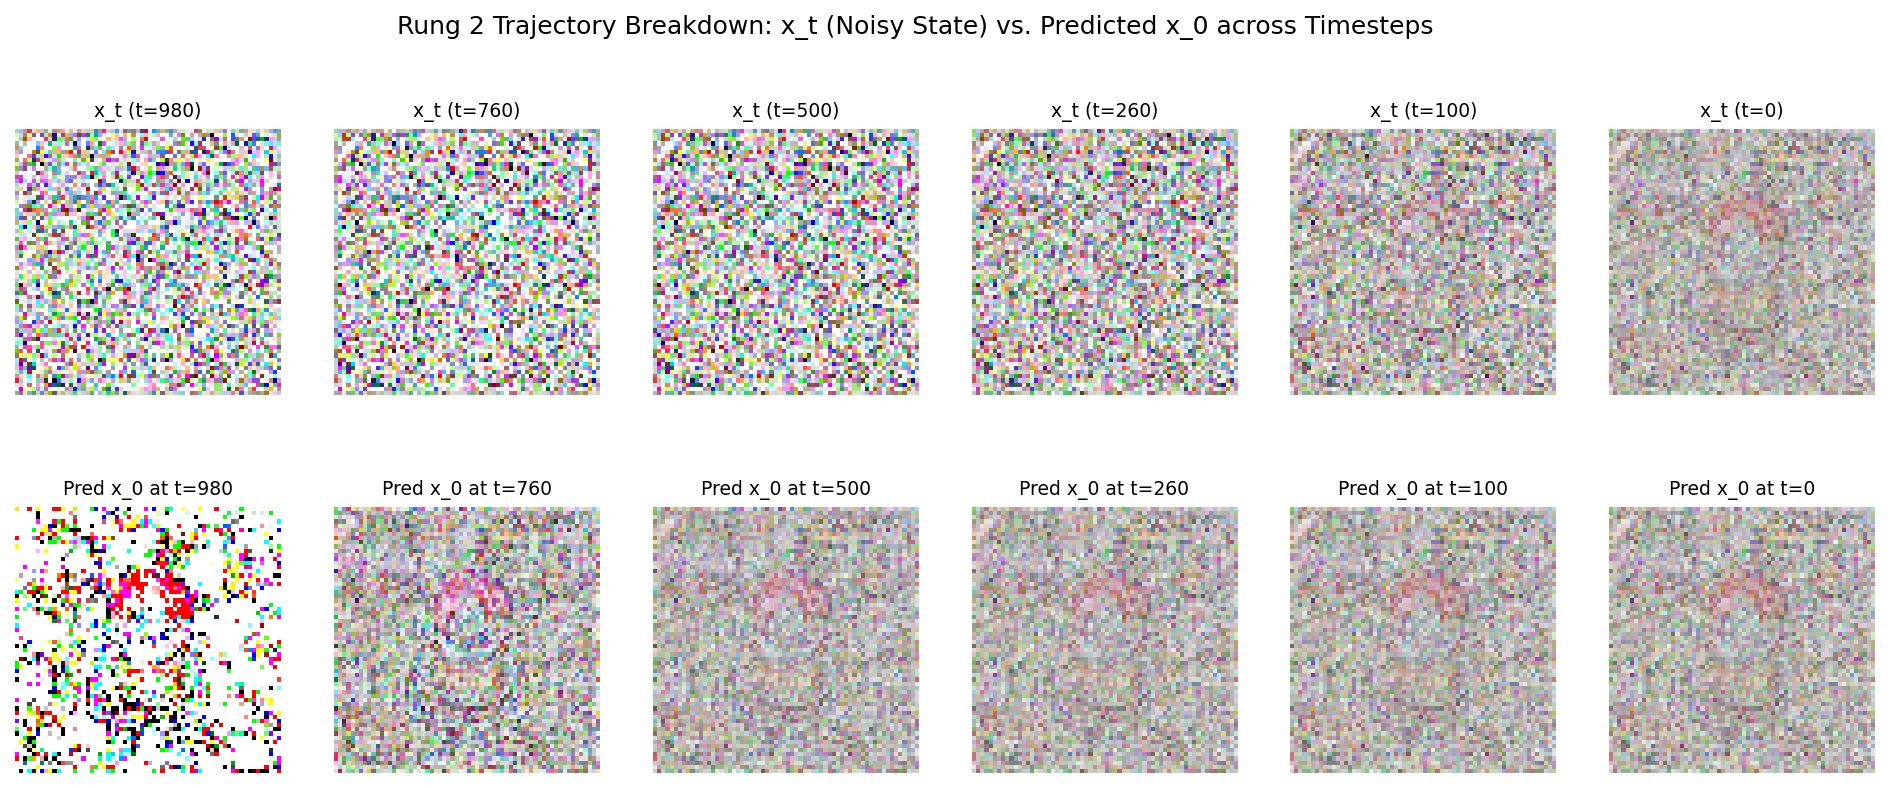 Rung 2 Trajectory Breakdown: x_t (Noisy State) vs. Predicted x_0 across Timesteps
x_t (t=980)
x_t (t=760)
x_t (t=500)
x_t (t=260)
x_t (t=100)
x_t (t=0)
Pred x_0 at t=980
Pred x_0 at t=760
Pred x_0 at t=500
Pred x_0 at t=260
Pred x_0 at t=100
Pred x_0 at t=0